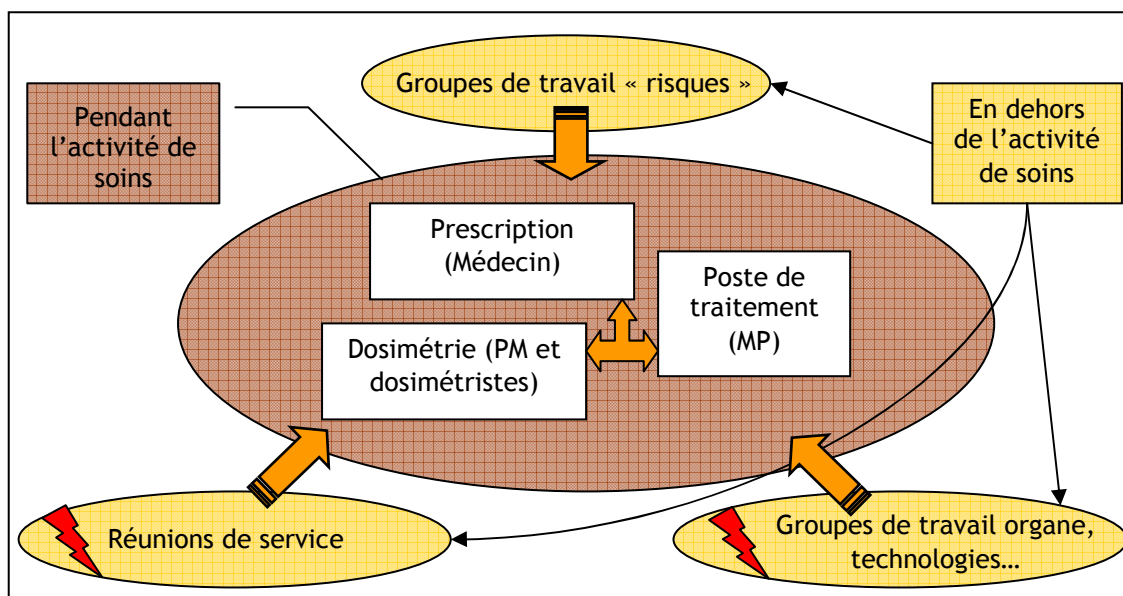 Groupes de travail « risques »
Pendant
l’activité de
soins
En dehors
de l’activité
de soins
Prescription
(Médecin)
Poste de
traitement
(MP)
Dosimétrie (PM et
dosimétristes)
Réunions de service
Groupes de travail organe,
technologies…